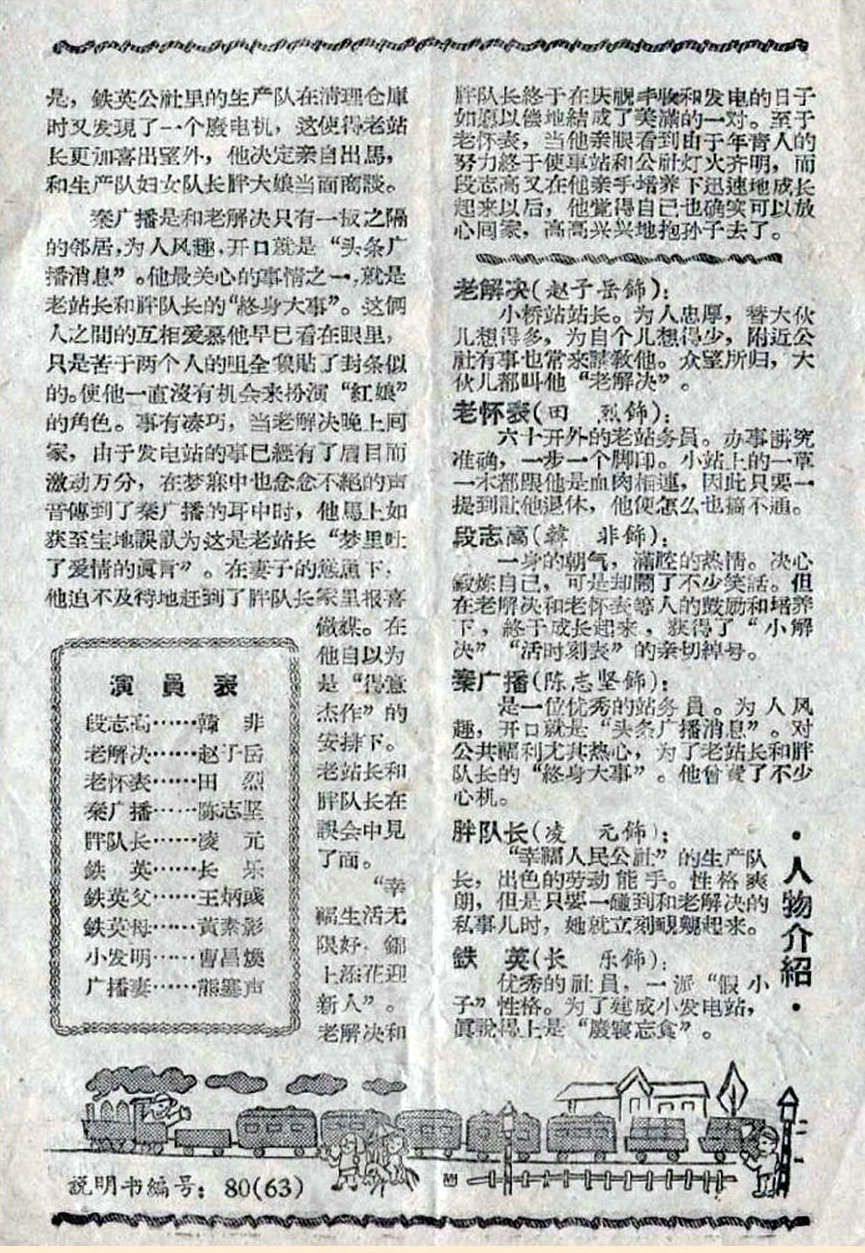 是，鉄英公社里的生产队在清理仓庫
时又发現了一个廢电机，这使得老站
长更加喜出望外，他决定亲自出馬，
和生产队妇女队长胖大娘当面商談。
秦广播是和老解决只有一板之隔
的邻居，为人风趣，开口就是“头条广
播消息”。他最关心的事情之一，就是
老站长和胖队长的“終身大事”。这俩
人之間的互相爱慕他早已看在眼里，
只是苦于两个人的咀全象貼了封条似
的。使他一直沒有机会来扮演“紅娘”
的角色。事有凑巧，当老解决晚上回
家，由于发电站的事已經有了眉目而
激动万分，在梦寐中也念念不絕的声
音傳到了秦广播的耳中时，他馬上如
获至宝地誤認为这是老站长“梦里吐
了爱情的眞言”。在妻子的慫恿下，
他迫不及待地赶到了胖队长家里报喜
做媒。在
他自以为
是“得意
杰作”的
安排下。
老站长和
胖队长在
誤会中見
了面。
“幸
福生活无
限好，錦
上添花迎
新人”。
老解决和
演員表
段志高……韓　非
老解决……赵子岳
老怀表……田　烈
秦广播……陈志坚
胖队长……凌　元
鉄　英……长　乐
鉄英父……王炳彧
鉄英母……黃素影
小发明……曹昌煥
广播妻……熊塞声
胖队长終于在庆祝丰收和发电的日子
如愿以偿地結成了美滿的一对。至于
老怀表，当他亲眼看到由于年青人的
努力終于使車站和公社灯火齐明，而
段志高又在他亲手培养下迅速地成长
起来以后，他覚得自己也确实可以放
心回家，高高兴兴地抱孙子去了。
老解决(赵子岳飾)：
小桥站站长。为人忠厚，替大伙
儿想得多，为自个儿想得少，附近公
社有事也常来請敎他。众望所归，大
伙儿都叫他“老解决”。
老怀表(田　烈飾)：
六十开外的老站务員。办事講究
准确，一步一个脚印。小站上的一草
一木都跟他是血肉相連，因此只要一
提到讓他退休，他便怎么也搞不通。
段志高(韓　非飾)：
一身的朝气，滿腔的热情。决心
鍛炼自己，可是却鬧了不少笑話。但
在老解决和老怀表等人的鼓励和培养
下，終于成长起来，获得了“小解
决”“活时刻表”的亲切綽号。
秦广播(陈志坚飾)：
是一位优秀的站务員。为人风
趣，开口就是“头条广播消息”。对
公共福利尤其热心，为了老站长和胖
队长的“終身大事”。他曾費了不少
心机。
胖队长(凌　元飾)：
“幸福人民公社”的生产队
长，出色的劳动能手。性格爽
朗，但是只要一碰到和老解决的
私事儿时，她就立刻靦覥起来。
鉄　英(长　乐飾)：
优秀的社員，一派“假小
子”性格。为了建成小发电站，
眞說得上是“廢寝忘食”。
·人物介紹·
説明书編号：80(63)